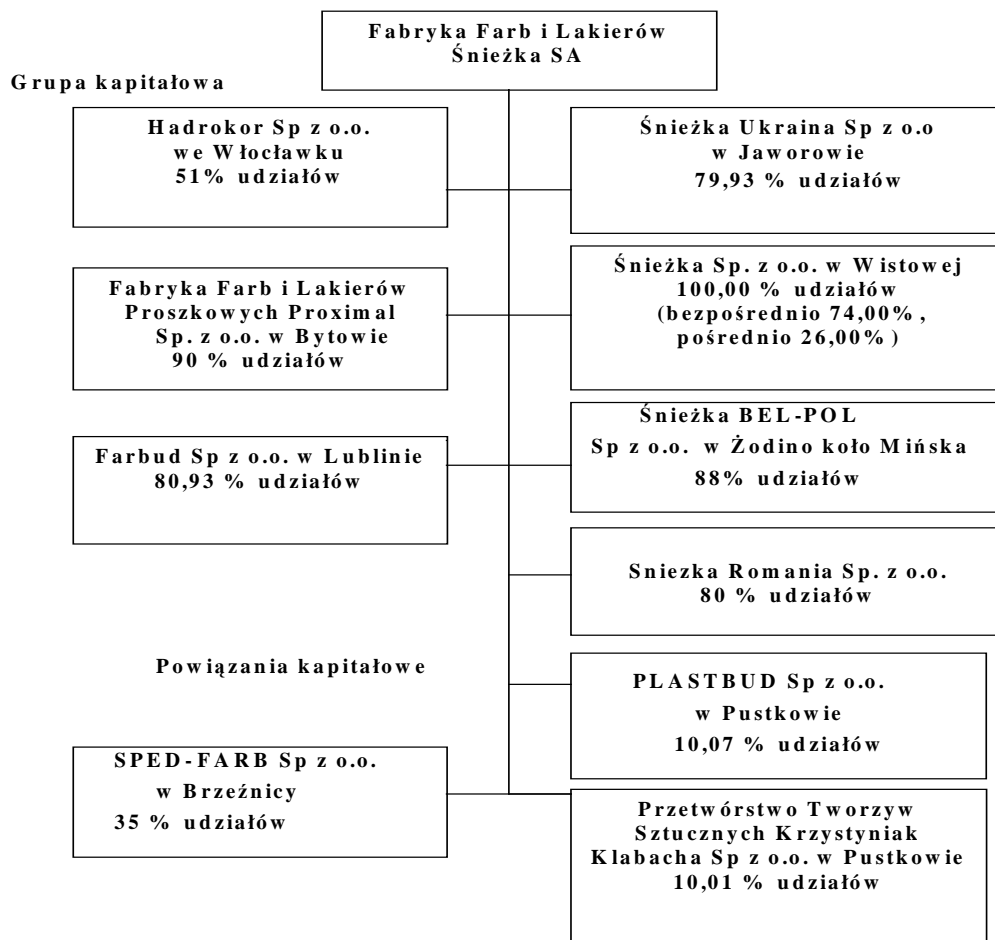 Fabryka Farb i Lakierów
Śnieżka SA
Grupa kapitałowa
Hadrokor Sp z o.o.
we Włocławku
51% udziałów
Śnieżka Ukraina Sp z o.o
w Jaworowie
79,93 % udziałów
Fabryka Farb i Lakierów
Proszkowych Proximal
Sp. z o.o. w Bytowie
90 % udziałów
Śnieżka Sp. z o.o. w Wistowej
100,00 % udziałów
(bezpośrednio 74,00%,
pośrednio 26,00%)
Farbud Sp z o.o. w Lublinie
80,93 % udziałów
Śnieżka BEL-POL
Sp z o.o. w Żodino koło Mińska
88% udziałów
Sniezka Romania Sp. z o.o.
80 % udziałów
Powiązania kapitałowe
PLASTBUD Sp z o.o.
w Pustkowie
10,07 % udziałów
SPED-FARB Sp z o.o.
w Brzeźnicy
35 % udziałów
Przetwórstwo Tworzyw
Sztucznych Krzystyniak
Klabacha Sp z o.o. w Pustkowie
10,01 % udziałów